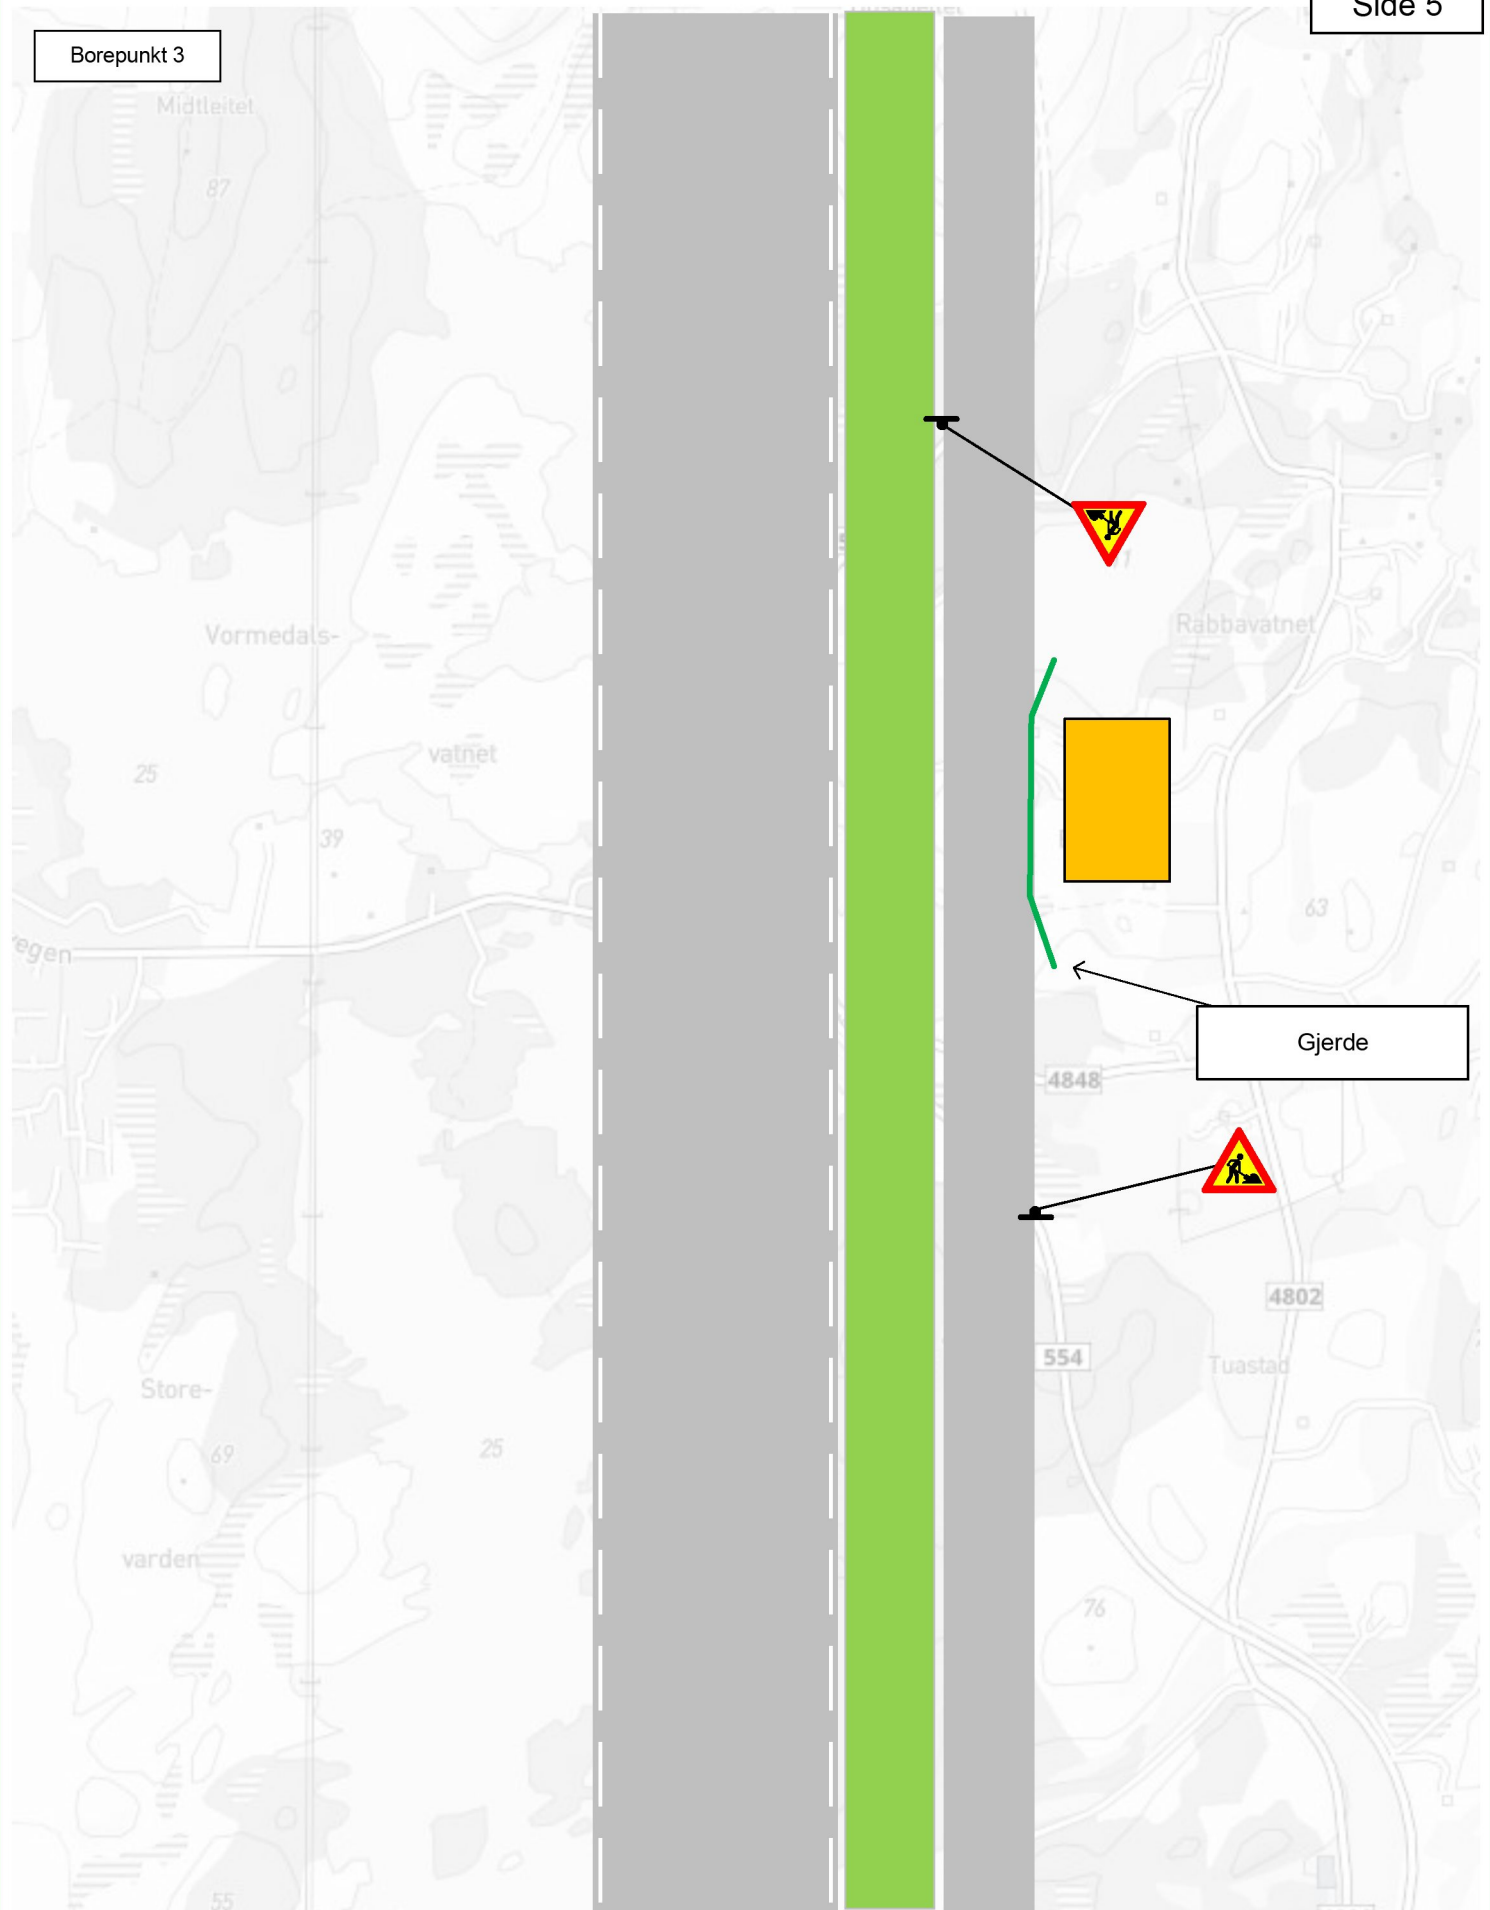 Side 5
Borepunkt 3
Midtleitet
87
Vormedals-
Rabbavatnet
vatnet
25
39
63
egen
Gjerde
4848
4802
554
Tuastad
Store-
69
25
varden
76
55